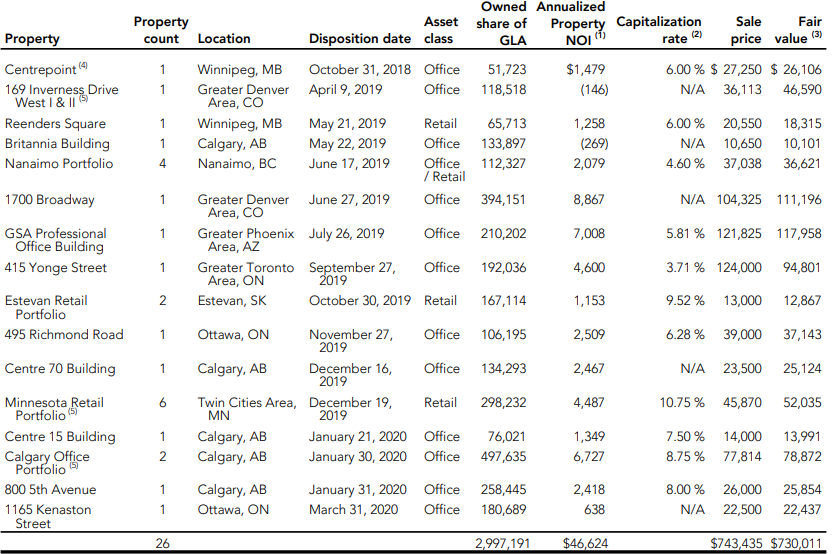 Property Property count Location Disposition date Asset class Owned share of GLA Annualized Property NOI (1) Capitalization rate (2) Sale price Fair value (3)
Centrepoint (4) 1 Winnipeg, MB October 31, 2018 Office 51,723 $1,479 6.00 % $ 27,250 $ 26,106
169 Inverness Drive 1 Greater Denver April 9, 2019 Office 118,518 (146) N/A 36,113 46,590
West I & II (5) Area, CO
Reenders Square 1 Winnipeg, MB May 21, 2019 Retail 65,713 1,258 6.00 % 20,550 18,315
Britannia Building 1 Calgary, AB May 22, 2019 Office 133,897 (269) N/A 10,650 10,101
Nanaimo Portfolio 4 Nanaimo, BC June 17, 2019 Office 112,327 2,079 4.60 % 37,038 36,621
/ Retail
1700 Broadway 1 Greater Denver June 27, 2019 Office 394,151 8,867 N/A 104,325 111,196
Area, CO
GSA Professional 1 Greater Phoenix July 26, 2019 Office 210,202 7,008 5.81 % 121,825 117,958
Office Building Area, AZ
415 Yonge Street 1 Greater Toronto September 27, Office 192,036 4,600 3.71 % 124,000 94,801
Area, ON 2019
Estevan Retail 2 Estevan, SK October 30, 2019 Retail 167,114 1,153 9.52 % 13,000 12,867
Portfolio
495 Richmond Road 1 Ottawa, ON November 27, Office 106,195 2,509 6.28 % 39,000 37,143
2019
Centre 70 Building 1 Calgary, AB December 16, Office 134,293 2,467 N/A 23,500 25,124
2019
Minnesota Retail 6 Twin Cities Area, December 19, Retail 298,232 4,487 10.75 % 45,870 52,035
Portfolio (5) MN 2019
Centre 15 Building 1 Calgary, AB January 21, 2020 Office 76,021 1,349 7.50 % 14,000 13,991
Calgary Office 2 Calgary, AB January 30, 2020 Office 497,635 6,727 8.75 % 77,814 78,872
Portfolio (5)
800 5th Avenue 1 Calgary, AB January 31, 2020 Office 258,445 2,418 8.00 % 26,000 25,854
1165 Kenaston 1 Ottawa, ON March 31, 2020 Office 180,689 638 N/A 22,500 22,437
Street
26 2,997,191 $46,624 $743,435 $730,011